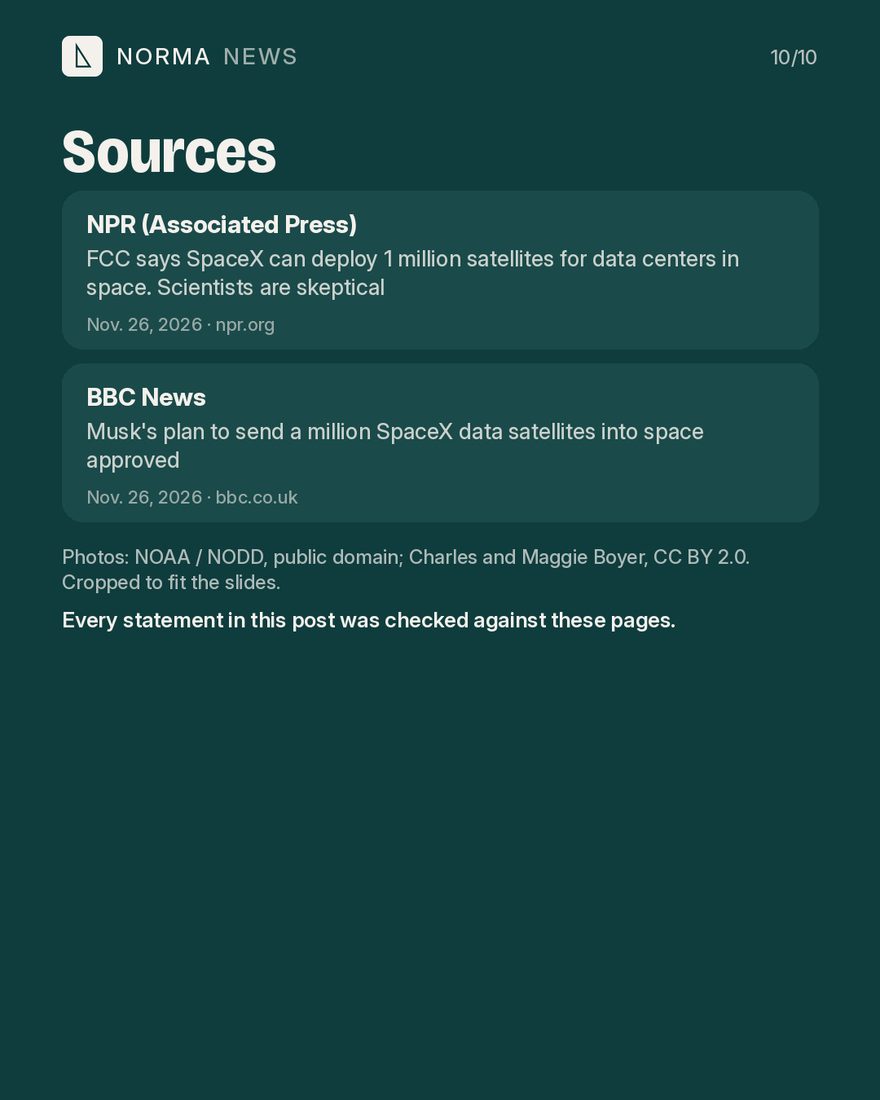 NORMA NEWS
10/10
Sources
NPR (Associated Press)
FCC says SpaceX can deploy 1 million satellites for data centers in
space. Scientists are skeptical
Nov. 26, 2026 · npr.org
BBC News
Musk's plan to send a million SpaceX data satellites into space
approved
Nov. 26, 2026 · bbc.co.uk
Photos: NOAA / NODD, public domain; Charles and Maggie Boyer, CC BY 2.0.
Cropped to fit the slides.
Every statement in this post was checked against these pages.